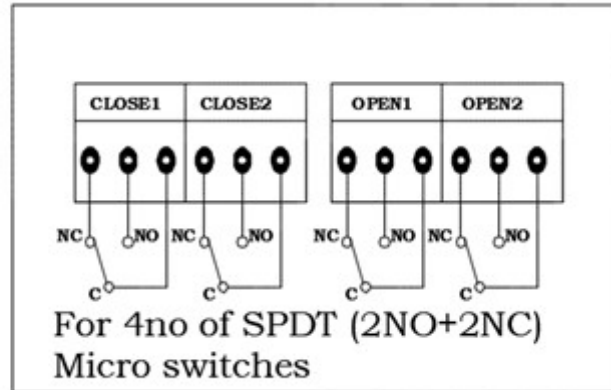 CLOSE1 CLOSE2 OPEN1 OPEN2
NC NO NC NO NC NO NC NO
C C C C
For 4no of SPDT (2NO+2NC)
Micro switches